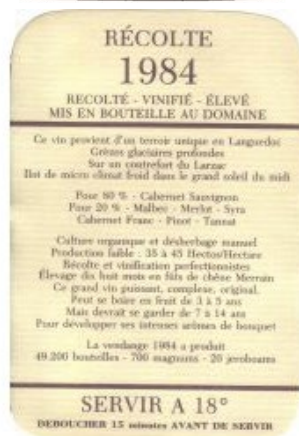 RÉCOLTE
1984
RECOLTÉ - VINIFIÉ - ÉLEVÉ
MIS EN BOUTEILLE AU DOMAINE
Ce vin provient d'un terroir unique en Languedoc
Grèzes glaciaires profondes
Sur un contrefort du Larzac
Ilot de micro climat froid dans le grand soleil du midi
Pour 80 % - Cabernet Sauvignon
Pour 20 % - Malbec - Merlot - Syra
Cabernet Franc - Pinot - Tannat
Culture organique et désherbage manuel
Production faible : 35 à 45 Hectos/Hectare
Récolte et vinification perfectionnistes
Élevage dix huit mois en fûts de chêne Merrain
Ce grand vin puissant, complexe, original.
Peut se boire en fruit de 3 à 5 ans
Mais devrait se garder de 7 à 14 ans
Pour développer ses intenses arômes de bouquet
La vendange 1984 a produit
49.200 bouteilles - 700 magnums - 20 jeroboams
SERVIR A 18°
DEBOUCHER 15 minutes AVANT DE SERVIR